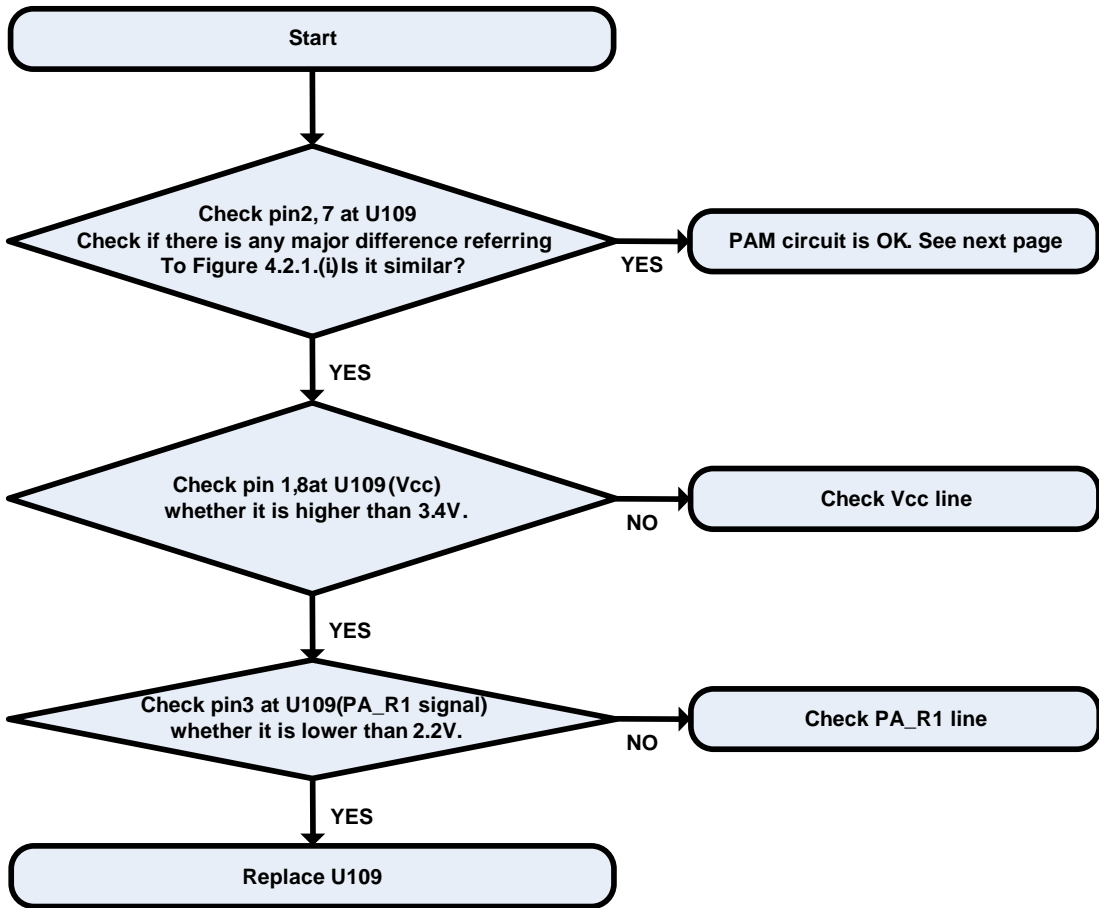 Start
Check pin2, 7 at U109
Check if there is any major difference referring
To Figure 4.2.1.(i)Is it similar?
YES
PAM circuit is OK. See next page
YES
Check pin 1,8at U109(Vcc)
whether it is higher than 3.4V.
NO
Check Vcc line
YES
Check pin3 at U109(PA_R1 signal)
whether it is lower than 2.2V.
NO
Check PA_R1 line
YES
Replace U109